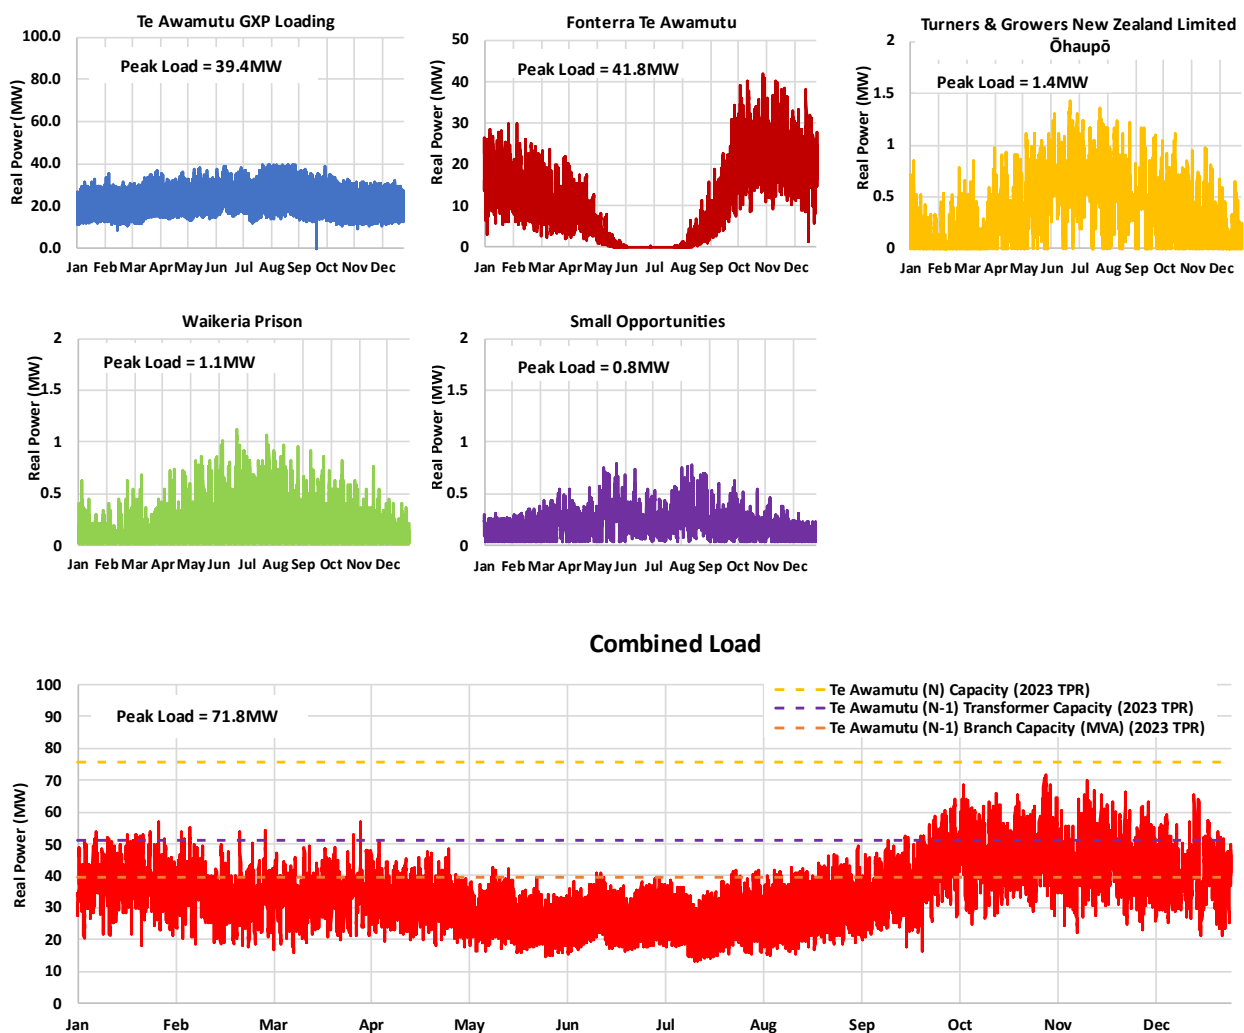 Te Awamutu GXP Loading
100.0
80.0
60.0
40.0
20.0
0.0
Real Power (MW)
Peak Load = 39.4MW
Jan Feb Mar Apr May Jun Jul Aug Sep Oct Nov Dec
Fonterra Te Awamutu
50
40
30
20
10
0
Real Power (MW)
Peak Load = 41.8MW
Jan Feb Mar Apr May Jun Jul Aug Sep Oct Nov Dec
Turners & Growers New Zealand Limited
Ōhaupō
2
1.5
1
0.5
0
Real Power (MW)
Peak Load = 1.4MW
Jan Feb Mar Apr May Jun Jul Aug Sep Oct Nov Dec
Waikeria Prison
2
1.5
1
0.5
0
Real Power (MW)
Peak Load = 1.1MW
Jan Feb Mar Apr May Jun Jul Aug Sep Oct Nov Dec
Small Opportunities
2
1.5
1
0.5
0
Real Power (MW)
Peak Load = 0.8MW
Jan Feb Mar Apr May Jun Jul Aug Sep Oct Nov Dec
Combined Load
100
90
80
70
60
50
40
30
20
10
0
Real Power (MW)
Peak Load = 71.8MW
Te Awamutu (N) Capacity (2023 TPR)
Te Awamutu (N-1) Transformer Capacity (2023 TPR)
Te Awamutu (N-1) Branch Capacity (MVA) (2023 TPR)
Jan Feb Mar Apr May Jun Jul Aug Sep Oct Nov Dec